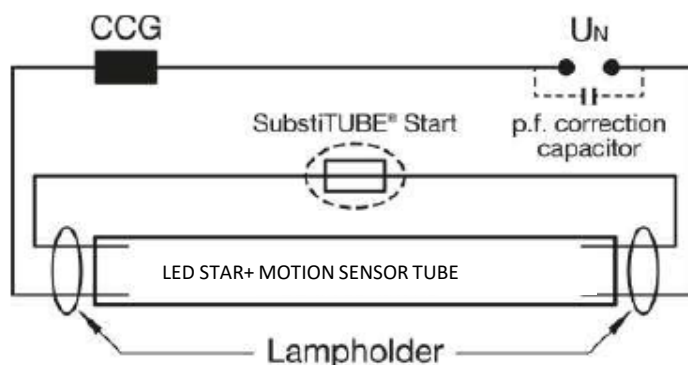 CCG
UN
SubstiTUBE® Start
p.f. correction
capacitor
LED STAR+ MOTION SENSOR TUBE
Lampholder